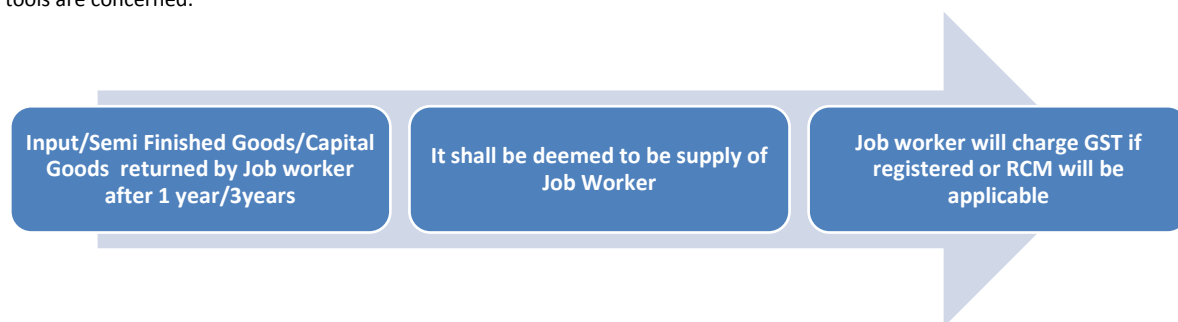 tools are concerned.
Input/Semi Finished Goods/Capital
Goods returned by Job worker
after 1 year/3years
It shall be deemed to be supply of
Job Worker
Job worker will charge GST if
registered or RCM will be
applicable